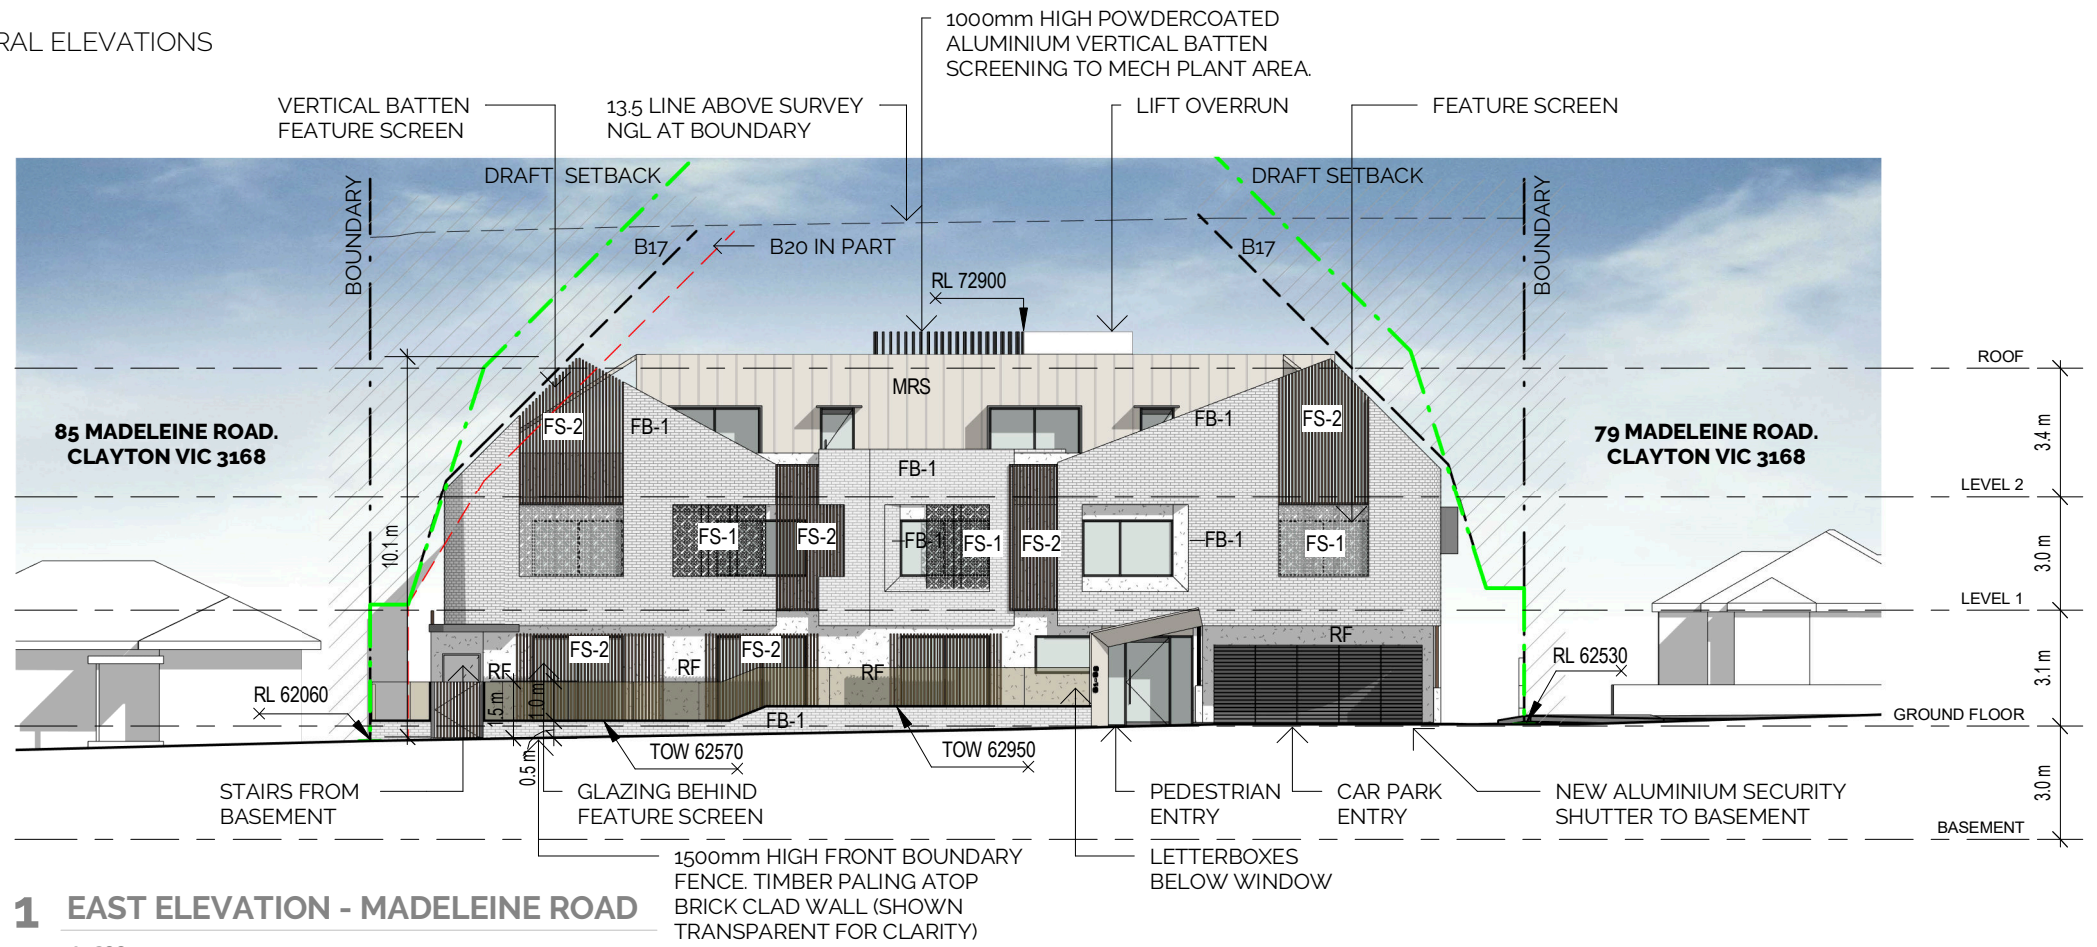 RAL ELEVATIONS
1000mm HIGH POWDERCOATED
ALUMINIUM VERTICAL BATTEN
SCREENING TO MECH PLANT AREA.
VERTICAL BATTEN
FEATURE SCREEN
13.5 LINE ABOVE SURVEY
NGL AT BOUNDARY
LIFT OVERRUN
FEATURE SCREEN
DRAFT SETBACK
DRAFT SETBACK
BOUNDARY
BOUNDARY
B17
B20 IN PART
B17
RL 72900
ROOF
MRS
85 MADELEINE ROAD.
CLAYTON VIC 3168
FS-2
FB-1
FB-1
FS-2
79 MADELEINE ROAD.
CLAYTON VIC 3168
3.4 m
FB-1
LEVEL 2
10.1 m
FS-1
FS-2
FB-1
FS-1
FS-2
FB-1
FS-1
3.0 m
LEVEL 1
RF
FS-2
RF
FS-2
RF
RF
RL 62530
3.1 m
RL 62060
1.5 m
1.0 m
FB-1
GROUND FLOOR
0.5 m
TOW 62570
TOW 62950
STAIRS FROM
BASEMENT
GLAZING BEHIND
FEATURE SCREEN
PEDESTRIAN
ENTRY
CAR PARK
ENTRY
NEW ALUMINIUM SECURITY
SHUTTER TO BASEMENT
3.0 m
BASEMENT
1500mm HIGH FRONT BOUNDARY
FENCE. TIMBER PALING ATOP
BRICK CLAD WALL (SHOWN
TRANSPARENT FOR CLARITY)
LETTERBOXES
BELOW WINDOW
1 EAST ELEVATION - MADELEINE ROAD